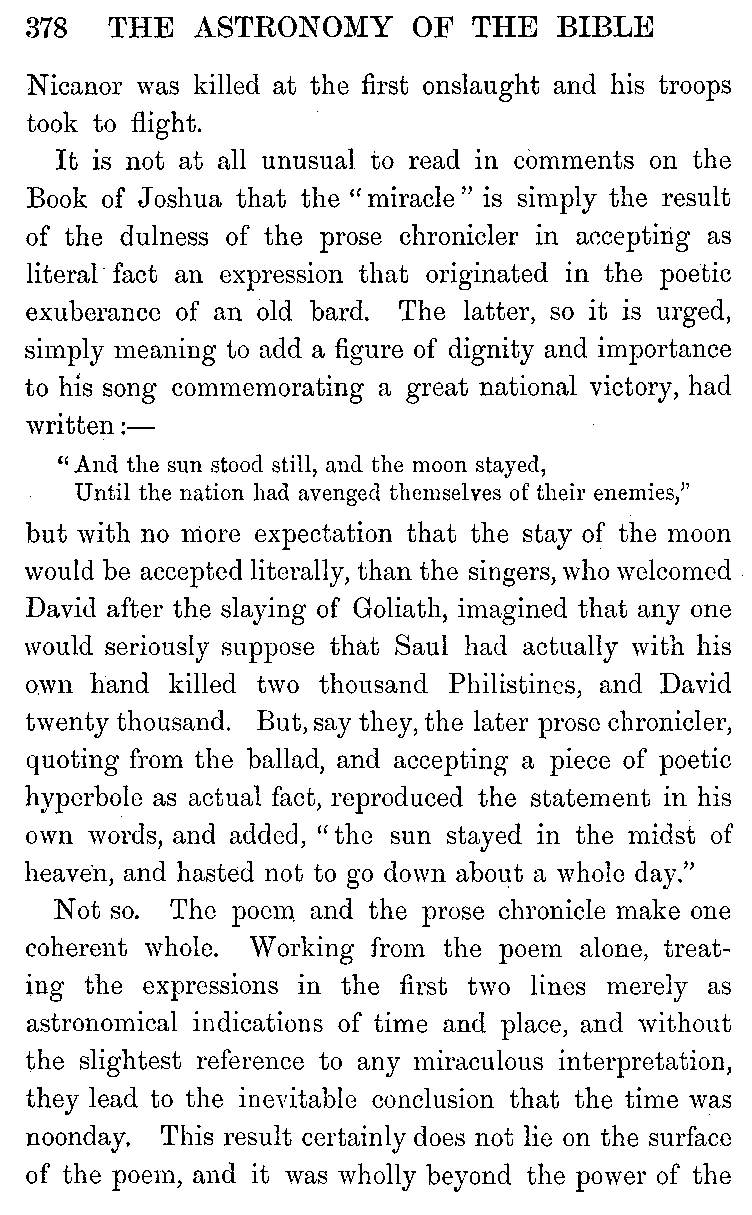 378 THE ASTRONOMY OF THE BIBLE
Nicanor was killed at the first onslaught and his troops
took to flight.
It is not at all unusual to read in comments on the
Book of Joshua that the “miracle” is simply the result
of the dulness of the prose chronicler in accepting as
literal fact an expression that originated in the poetic
exuberance of an old bard. The latter, so it is urged,
simply meaning to add a figure of dignity and importance
to his song commemorating a great national victory, had
written :—
“And the sun stood still, and the moon stayed,
Until the nation had avenged themselves of their enemies,”
but with no more expectation that the stay of the moon
would be accepted literally, than the singers, who welcomed
David after the slaying of Goliath, imagined that any one
would seriously suppose that Saul had actually with his
own hand killed two thousand Philistines, and David
twenty thousand. But, say they, the later prose chronicler,
quoting from the ballad, and accepting a piece of poetic
hyperbole as actual fact, reproduced the statement in his
own words, and added, “the sun stayed in the midst of
heaven, and hasted not to go down about a whole day.”
Not so. The poem and the prose chronicle make one
coherent whole. Working from the poem alone, treat-
ing the expressions in the first two lines merely as
astronomical indications of time and place, and without
the slightest reference to any miraculous interpretation,
they lead to the inevitable conclusion that the time was
noonday. This result certainly does not lie on the surface
of the poem, and it was wholly beyond the power of the